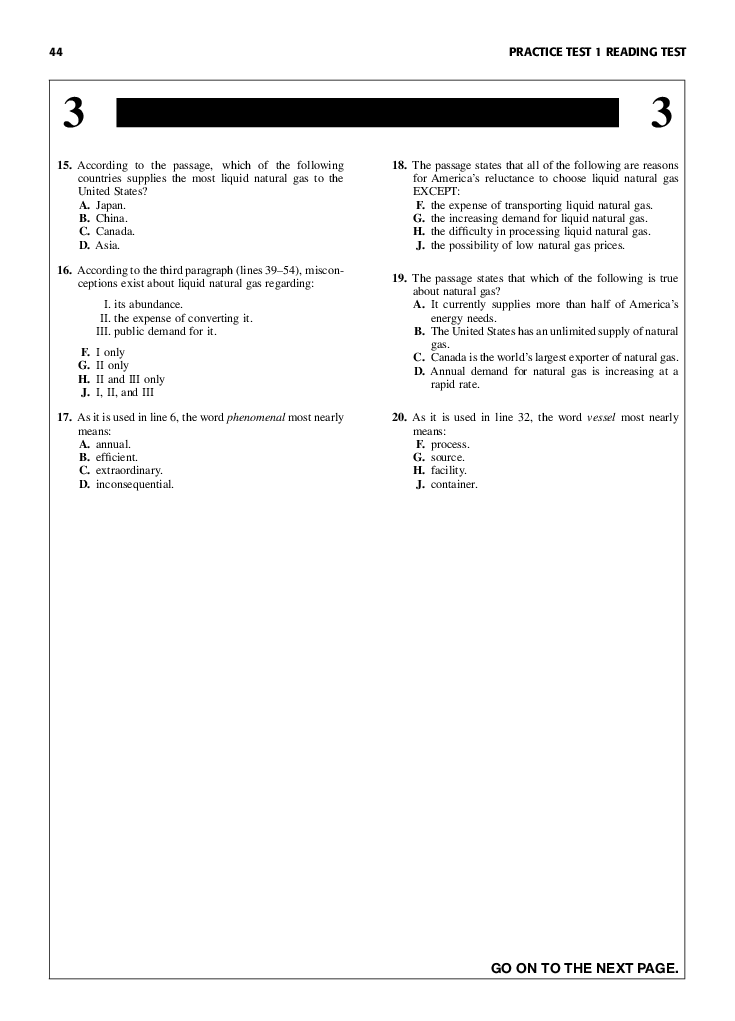 44
PRACTICE TEST 1 READING TEST
3
3
15. According to the passage, which of the following
countries supplies the most liquid natural gas to the
United States?
A. Japan.
B. China.
C. Canada.
D. Asia.
16. According to the third paragraph (lines 39–54), miscon-
ceptions exist about liquid natural gas regarding:
I. its abundance.
II. the expense of converting it.
III. public demand for it.
F. I only
G. II only
H. II and III only
J. I, II, and III
17. As it is used in line 6, the word phenomenal most nearly
means:
A. annual.
B. efficient.
C. extraordinary.
D. inconsequential.
18. The passage states that all of the following are reasons
for America's reluctance to choose liquid natural gas
EXCEPT:
F. the expense of transporting liquid natural gas.
G. the increasing demand for liquid natural gas.
H. the difficulty in processing liquid natural gas.
J. the possibility of low natural gas prices.
19. The passage states that which of the following is true
about natural gas?
A. It currently supplies more than half of America's
energy needs.
B. The United States has an unlimited supply of natural
gas.
C. Canada is the world's largest exporter of natural gas.
D. Annual demand for natural gas is increasing at a
rapid rate.
20. As it is used in line 32, the word vessel most nearly
means:
F. process.
G. source.
H. facility.
J. container.
GO ON TO THE NEXT PAGE.